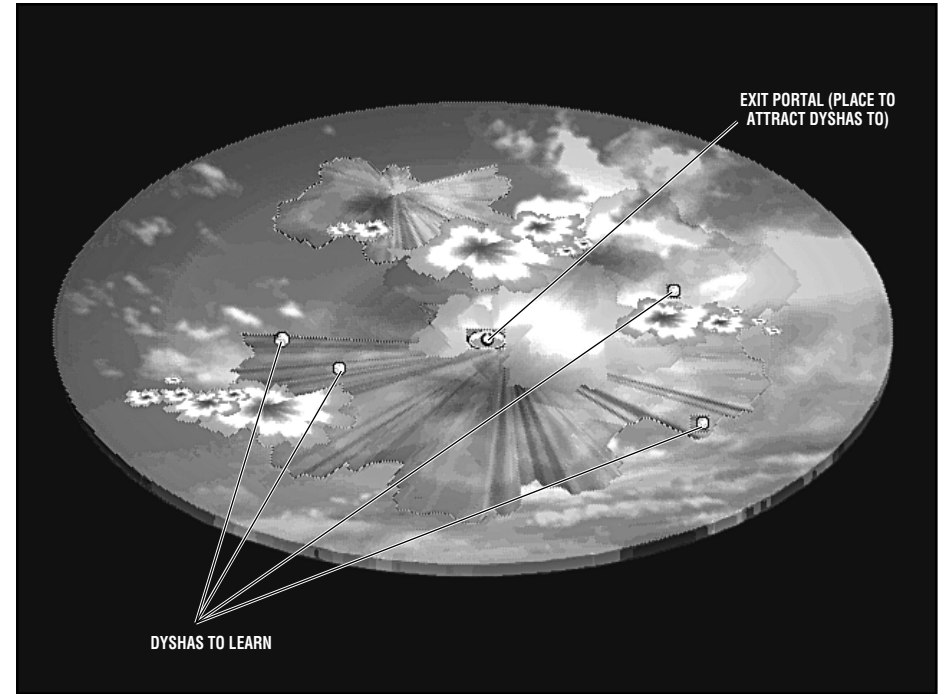 EXIT PORTAL (PLACE TO
ATTRACT DYSHAS TO)
DYSHAS TO LEARN